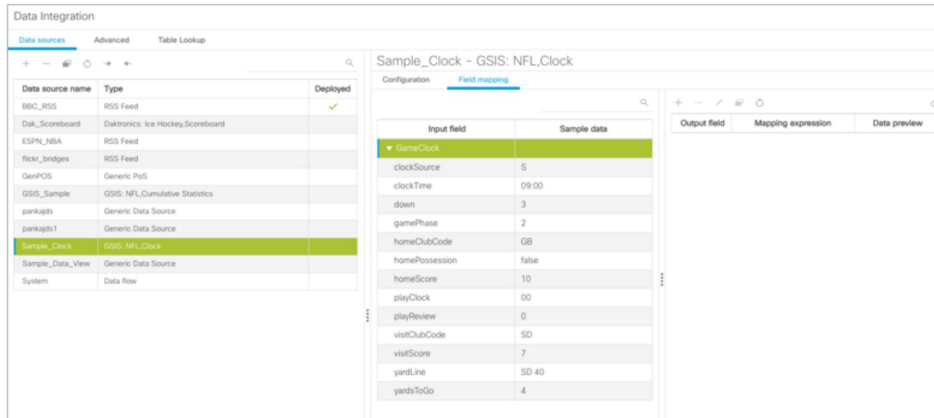 Data Integration
Data sources Advanced Table Lookup
Sample_Clock - GSIS: NFL,Clock
Configuration Field mapping
Data source name Type Deployed
BBC_RSS RSS Feed
Dak_Scoreboard Daktronics: Ice Hockey,Scoreboard
ESPN_NBA RSS Feed
flickr_bridges RSS Feed
GenPOS Generic PoS
GSIS_Sample GSIS: NFL,Cumulative Statistics
pankajds Generic Data Source
pankajds1 Generic Data Source
Sample_Clock GSIS: NFL,Clock
Sample_Data_View Generic Data Source
System Data flow
Input field Sample data
GameClock
clockSource S
clockTime 09:00
down 3
gamePhase 2
homeClubCode GB
homePossession false
homeScore 10
playClock 00
playReview 0
visitClubCode SD
visitScore 7
yardLine SD 40
yardsToGo 4
Output field Mapping expression Data preview